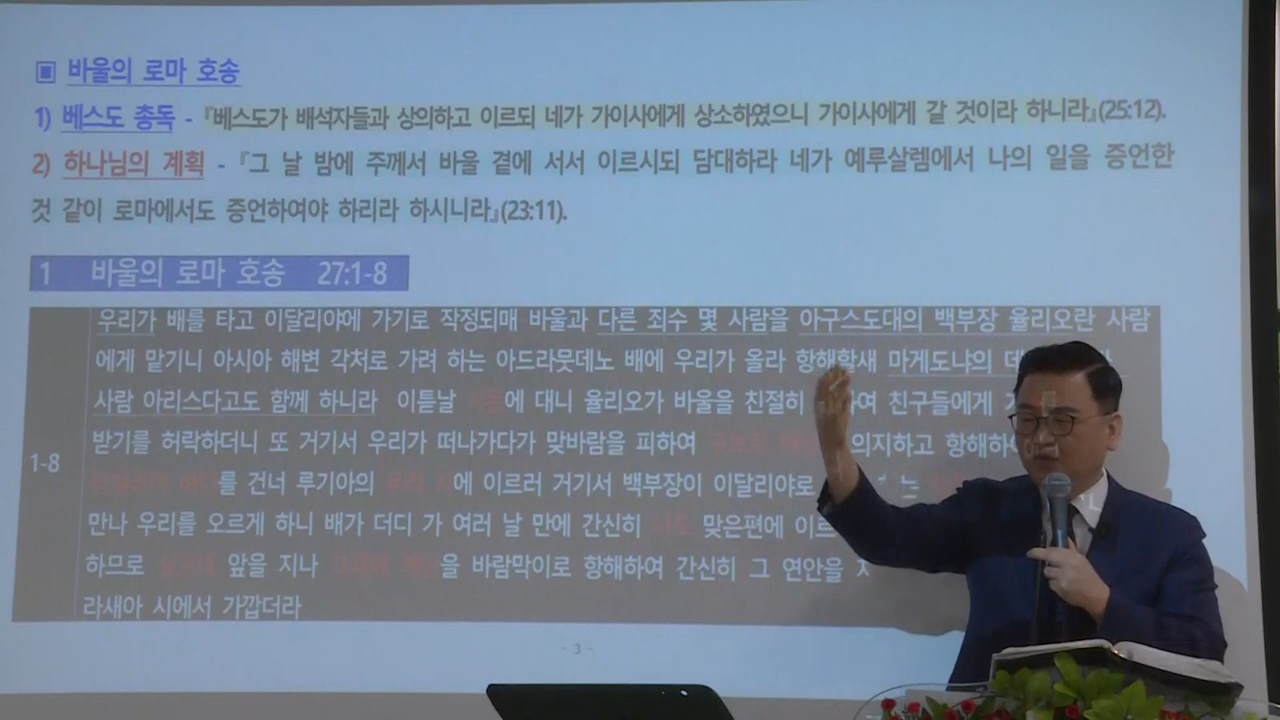 ▣ 바울의 로마 호송
1) 베스도 총독 - 『베스도가 배석자들과 상의하고 이르되 네가 가이사에게 상소하였으니 가이사에게 갈 것이라 하니라』(25:12).
2) 하나님의 계획 - 『그 날 밤에 주께서 바울 곁에 서서 이르시되 담대하라 네가 예루살렘에서 나의 일을 증언한
것 같이 로마에서도 증언하여야 하리라 하시니라』(23:11).
1 바울의 로마 호송 27:1-8
우리가 배를 타고 이달리야에 가기로 작정되매 바울과 다른 죄수 몇 사람을 아구스도대의 백부장 율리오란 사람
에게 맡기니 아시아 해변 각처로 가려 하는 아드라뭇데노 배에 우리가 올라 항해할새 마게도냐의
사람 아리스다고도 함께 하니라 이튿날 에 대니 율리오가 바울을 친절히 여 친구들에게
받기를 허락하더니 또 거기서 우리가 떠나가다가 맞바람을 피하여 의지하고
1-8
를 건너 루기아의 에 이르러 거기서 백부장이 이달리야로 는
만나 우리를 오르게 하니 배가 더디 가 여러 날 만에 간신히 맞은편에
하므로 앞을 지나 을 바람막이로 항해하여 간신히 그 연안을
라새아 시에서 가깝더라
- 3 -